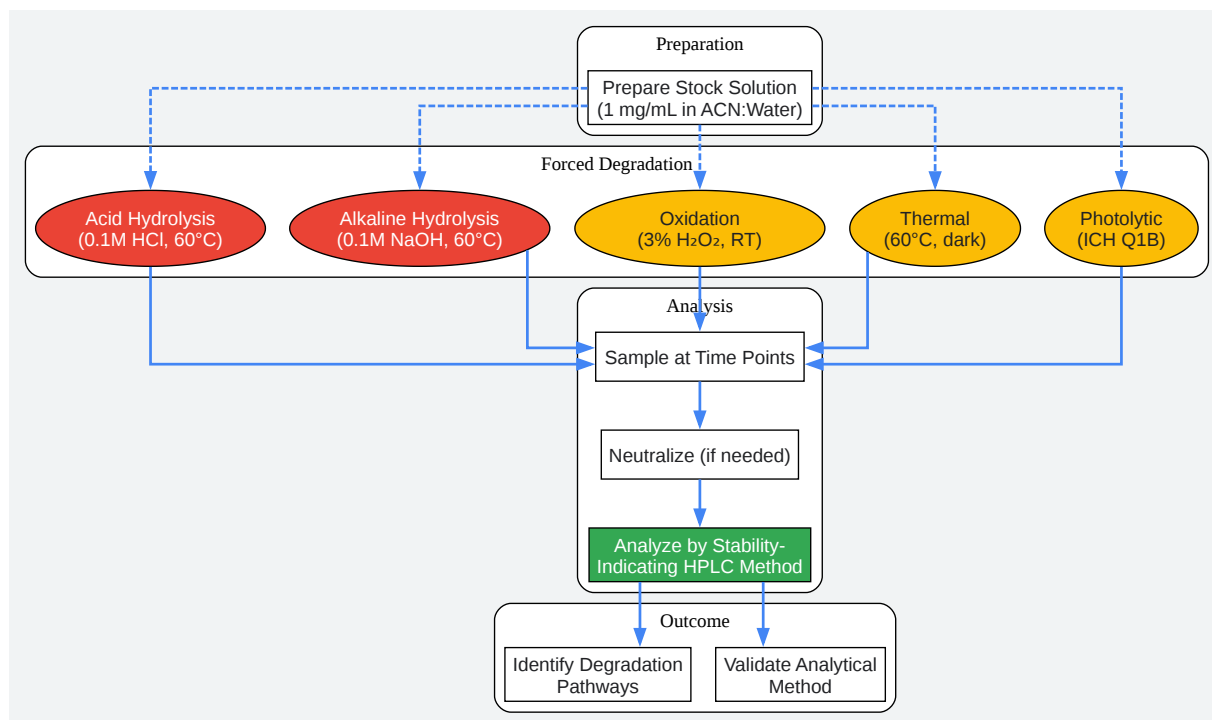 Preparation
Prepare Stock Solution
(1 mg/mL in ACN:Water)
Forced Degradation
Acid Hydrolysis
(0.1M HCl, 60°C)
Alkaline Hydrolysis
(0.1M NaOH, 60°C)
Oxidation
(3% H₂O₂, RT)
Thermal
(60°C, dark)
Photolytic
(ICH Q1B)
Analysis
Sample at Time Points
Neutralize (if needed)
Analyze by Stability-
Indicating HPLC Method
Outcome
Identify Degradation
Pathways
Validate Analytical
Method